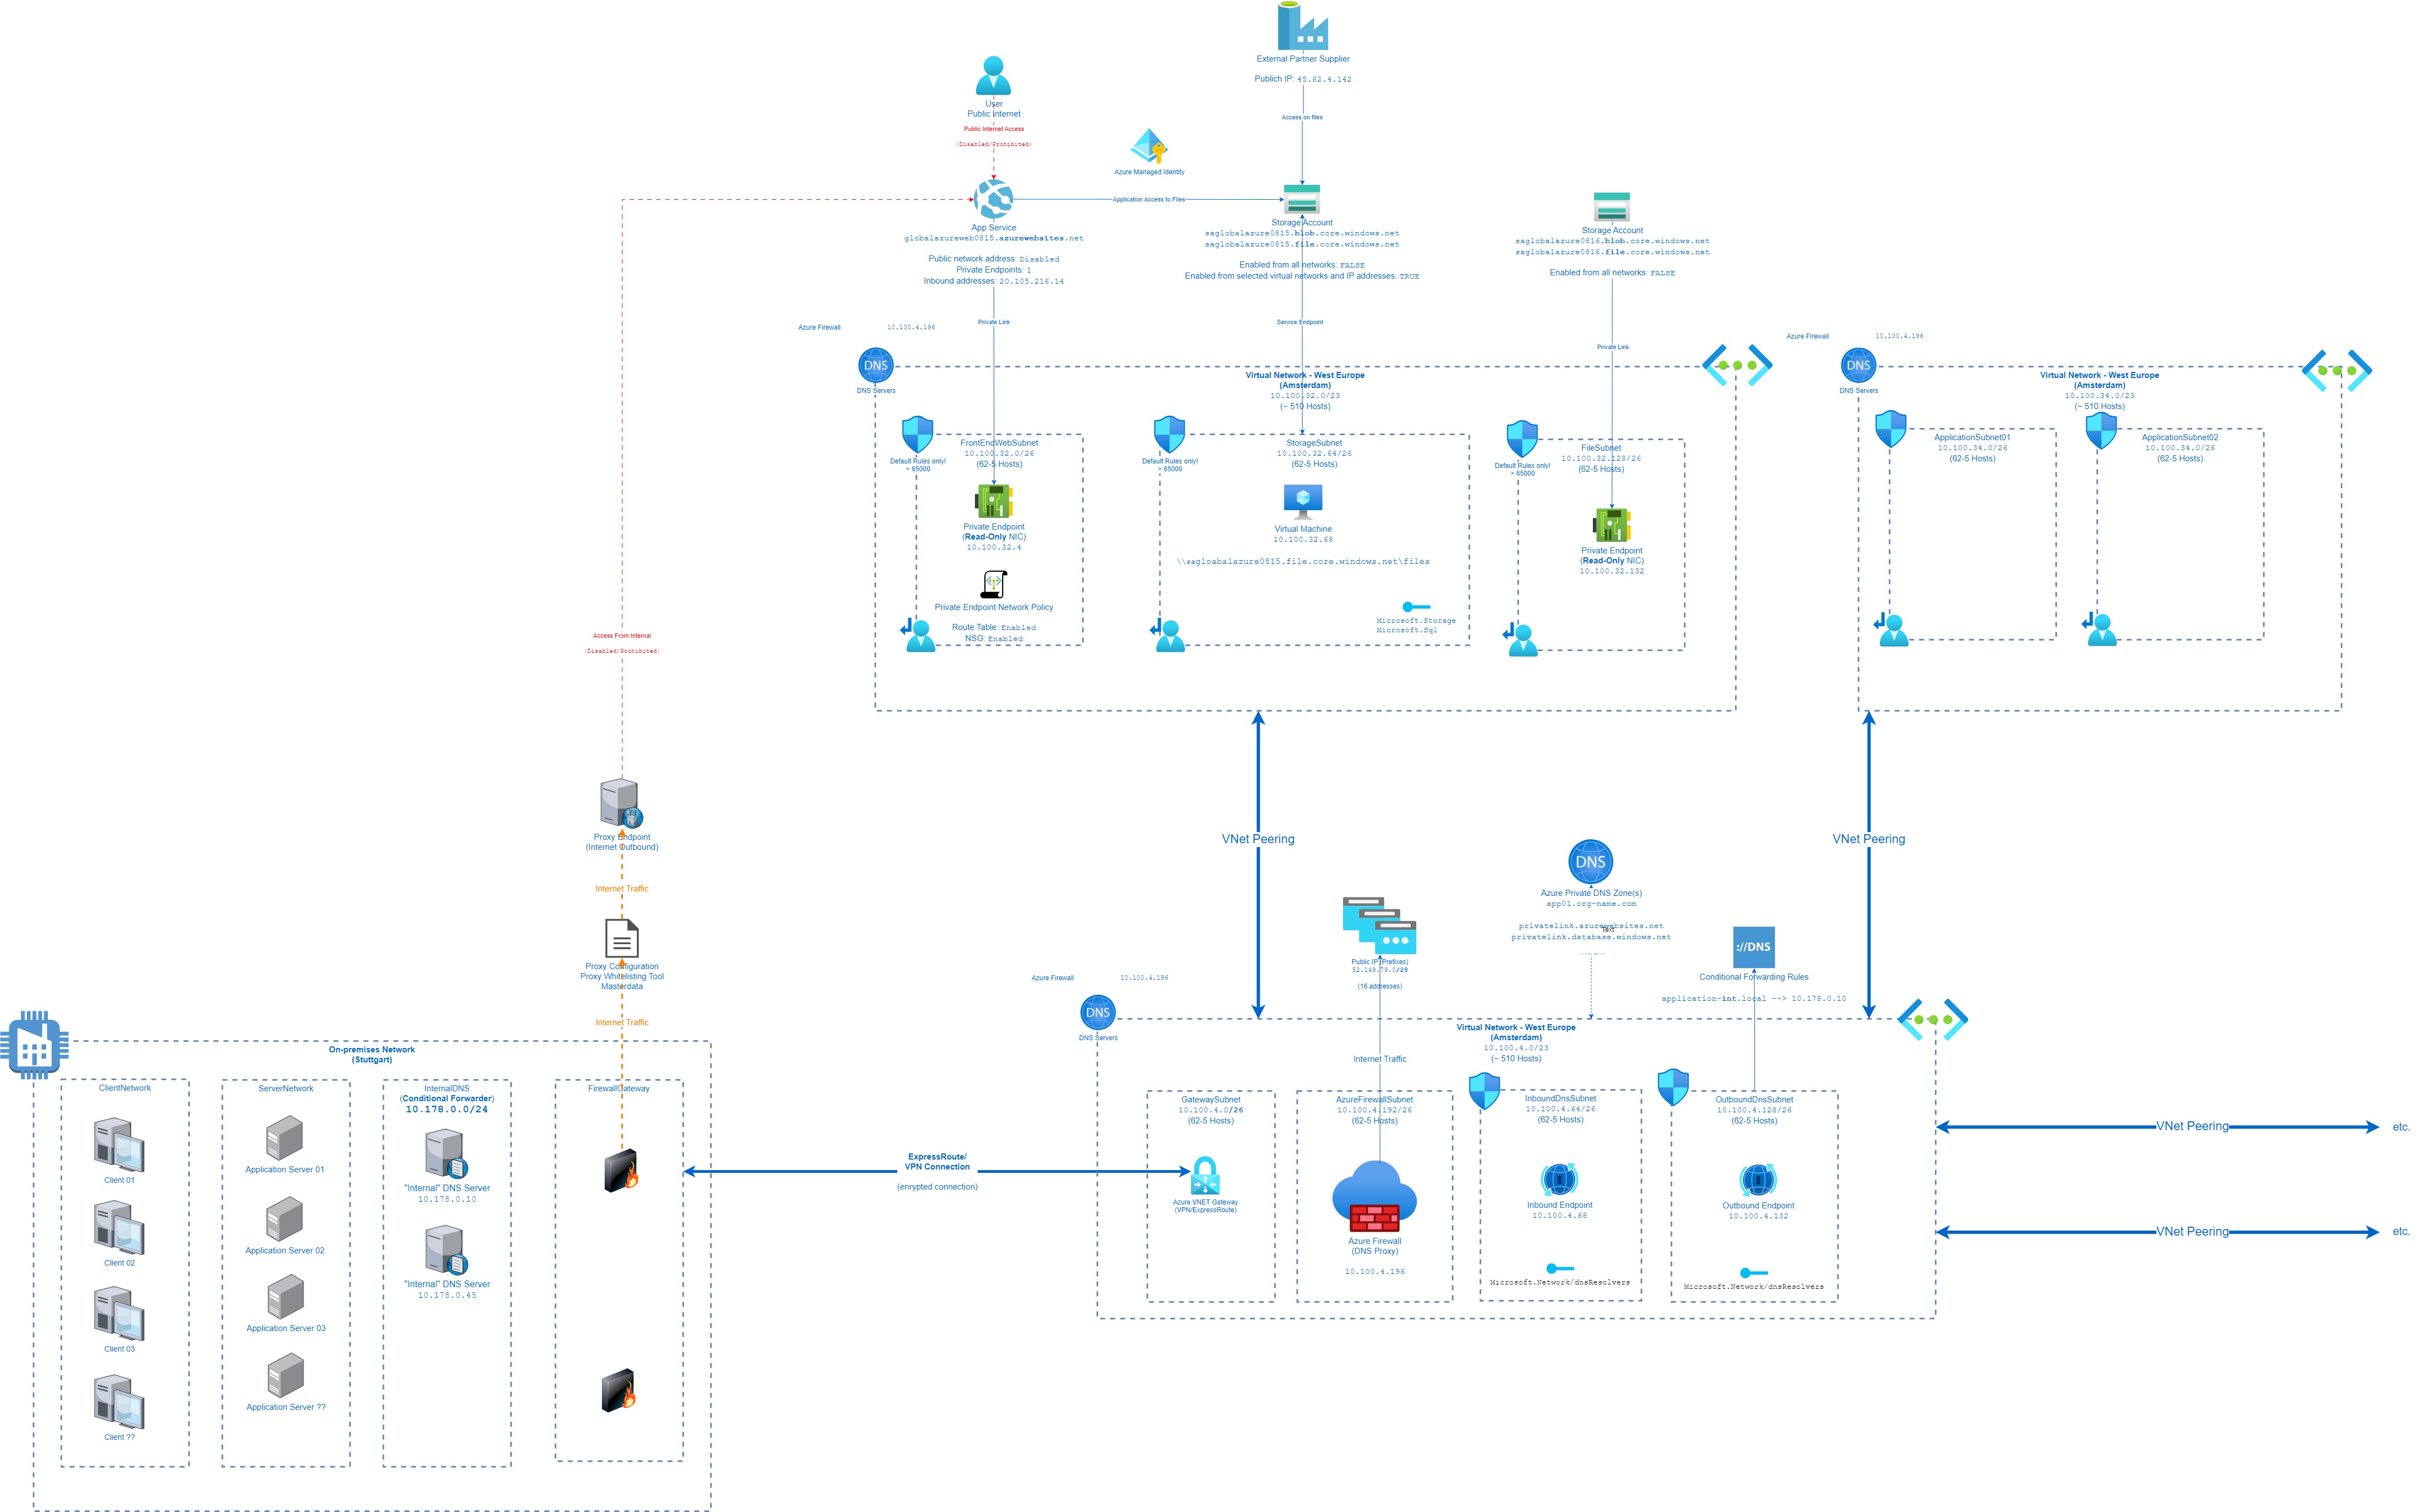 External Partner Supplier
Publich IP: 45.82.4.142
User
Public Internet
Public Internet Access
(Disabled/Prohibited)
Access on files
Azure Managed Identity
Application Access to Files
App Service
globalazureweb0815.azurewebsites.net
Public network address: Disabled
Private Endpoints: 1
Inbound addresses: 20.105.216.14
Storage Account
saglobalazure0815.blob.core.windows.net
saglobalazure0815.file.core.windows.net
Enabled from all networks: FALSE
Enabled from selected virtual networks and IP addresses: TRUE
Storage Account
saglobalazure0816.blob.core.windows.net
saglobalazure0816.file.core.windows.net
Enabled from all networks: FALSE
Private Link
Service Endpoint
Private Link
Azure Firewall 10.100.4.196
DNS
DNS Servers
Virtual Network - West Europe
(Amsterdam)
10.100.32.0/23
(~ 510 Hosts)
Default Rules only!
> 65000
FrontEndWebSubnet
10.100.32.0/26
(62-5 Hosts)
Private Endpoint
(Read-Only NIC)
10.100.32.4
Private Endpoint Network Policy
Route Table: Enabled
NSG: Enabled
Default Rules only!
> 65000
StorageSubnet
10.100.32.64/26
(62-5 Hosts)
Virtual Machine
10.100.32.68
\\sagloabalazure0815.file.core.windows.net\files
Microsoft.Storage
Microsoft.Sql
Default Rules only!
> 65000
FileSubnet
10.100.32.128/26
(62-5 Hosts)
Private Endpoint
(Read-Only NIC)
10.100.32.132
Azure Firewall 10.100.4.196
DNS
DNS Servers
Virtual Network - West Europe
(Amsterdam)
10.100.34.0/23
(~ 510 Hosts)
ApplicationSubnet01
10.100.34.0/26
(62-5 Hosts)
ApplicationSubnet02
10.100.34.0/26
(62-5 Hosts)
Access From Internal
(Disabled/Prohibited)
Proxy Endpoint
(Internet Outbound)
Internet Traffic
Proxy Configuration
Proxy Whitelisting Tool
Masterdata
Internet Traffic
VNet Peering
VNet Peering
DNS
Azure Private DNS Zone(s)
app01.org-name.com
privatelink.azurewebsites.net
privatelink.database.windows.net
Public IP (Prefixes)
52.149.79.0/28
(16 addresses)
://DNS
Conditional Forwarding Rules
application-int.local --> 10.178.0.10
Azure Firewall 10.100.4.196
DNS
DNS Servers
Virtual Network - West Europe
(Amsterdam)
10.100.4.0/23
(~ 510 Hosts)
Internet Traffic
GatewaySubnet
10.100.4.0/26
(62-5 Hosts)
Azure VNET Gateway
(VPN/ExpressRoute)
AzureFirewallSubnet
10.100.4.192/26
(62-5 Hosts)
Azure Firewall
(DNS Proxy)
10.100.4.196
InboundDnsSubnet
10.100.4.64/26
(62-5 Hosts)
Inbound Endpoint
10.100.4.68
Microsoft.Network/dnsResolvers
OutboundDnsSubnet
10.100.4.128/26
(62-5 Hosts)
Outbound Endpoint
10.100.4.132
Microsoft.Network/dnsResolvers
VNet Peering
etc.
VNet Peering
etc.
ExpressRoute/
VPN Connection
(enrypted connection)
On-premises Network
(Stuttgart)
ClientNetwork
Client 01
Client 02
Client 03
Client ??
ServerNetwork
Application Server 01
Application Server 02
Application Server 03
Application Server ??
InternalDNS
(Conditional Forwarder)
10.178.0.0/24
"Internal" DNS Server
10.178.0.10
"Internal" DNS Server
10.178.0.45
FirewallGateway